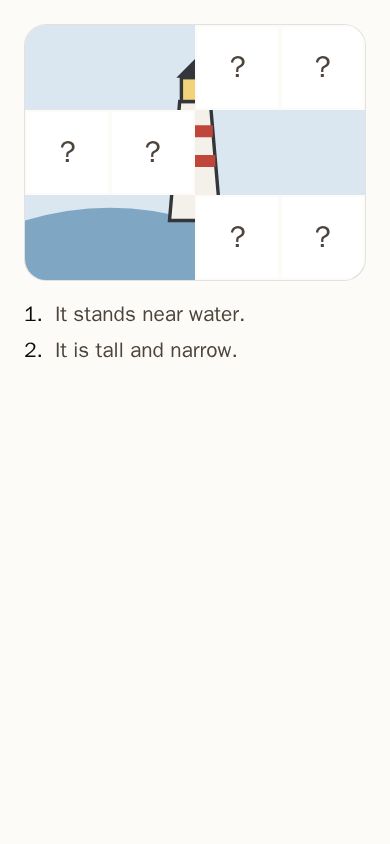 ? ?
? ?
? ?
1. It stands near water.
2. It is tall and narrow.